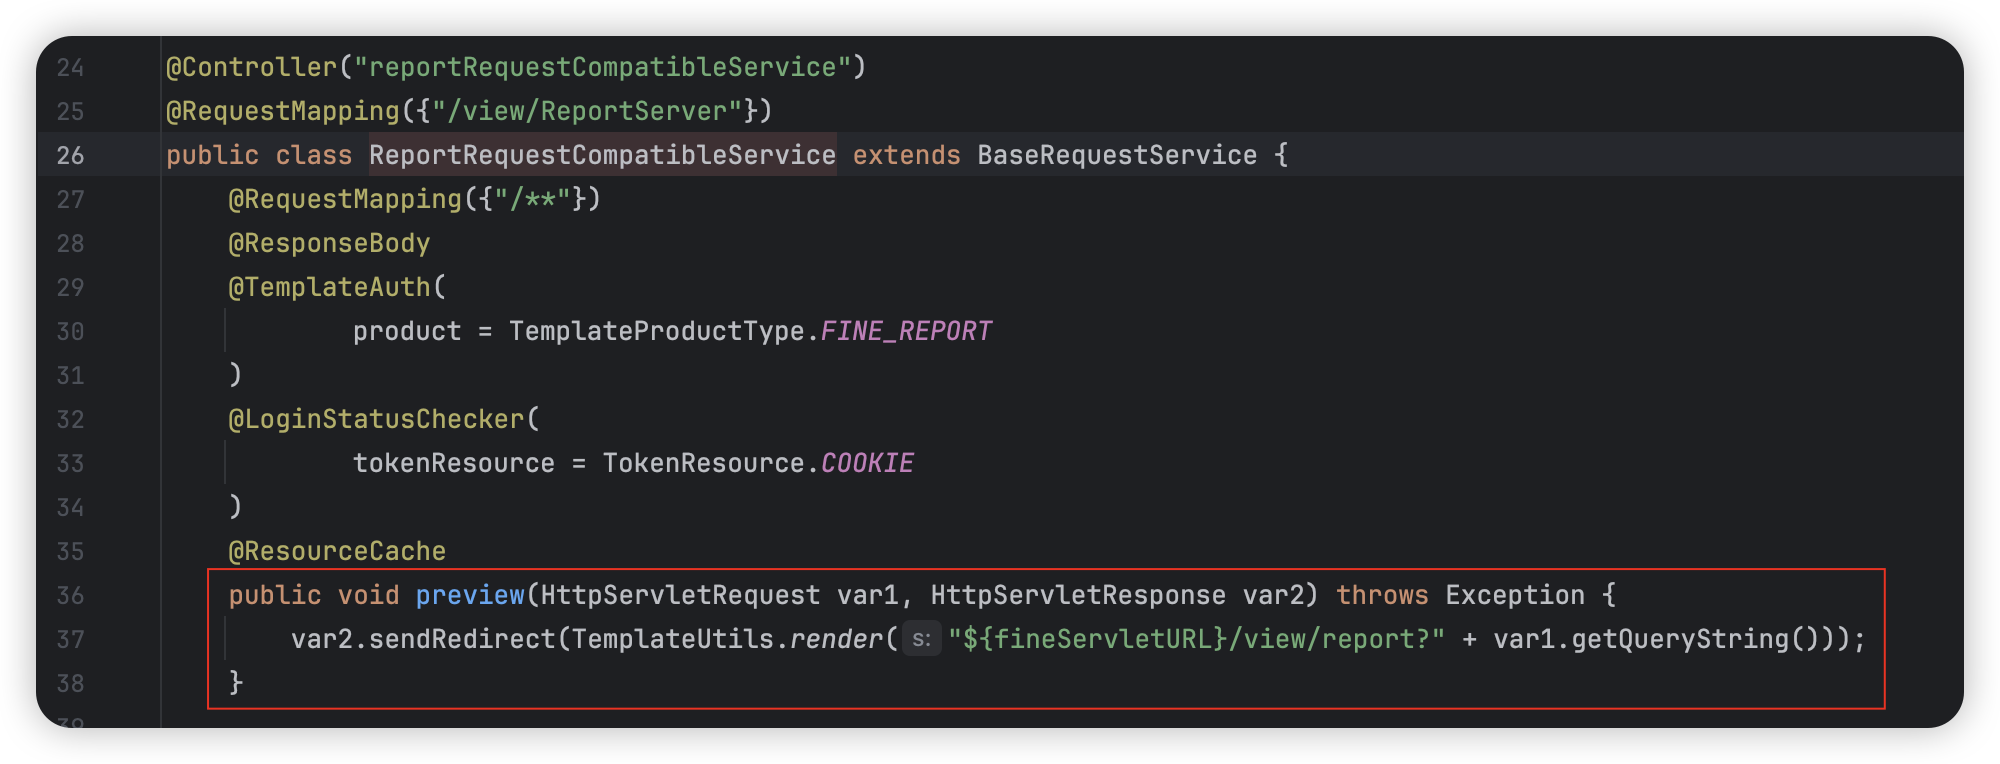 24 @Controller("reportRequestCompatibleService")
25 @RequestMapping({"/view/ReportServer"})
26 public class ReportRequestCompatibleService extends BaseRequestService {
27     @RequestMapping({"/**"})
28     @ResponseBody
29     @TemplateAuth(
30             product = TemplateProductType.FINE_REPORT
31     )
32     @LoginStatusChecker(
33             tokenResource = TokenResource.COOKIE
34     )
35     @ResourceCache
36     public void preview(HttpServletRequest var1, HttpServletResponse var2) throws Exception {
37         var2.sendRedirect(TemplateUtils.render( s: "${fineServletURL}/view/report?" + var1.getQueryString()));
38     }
39